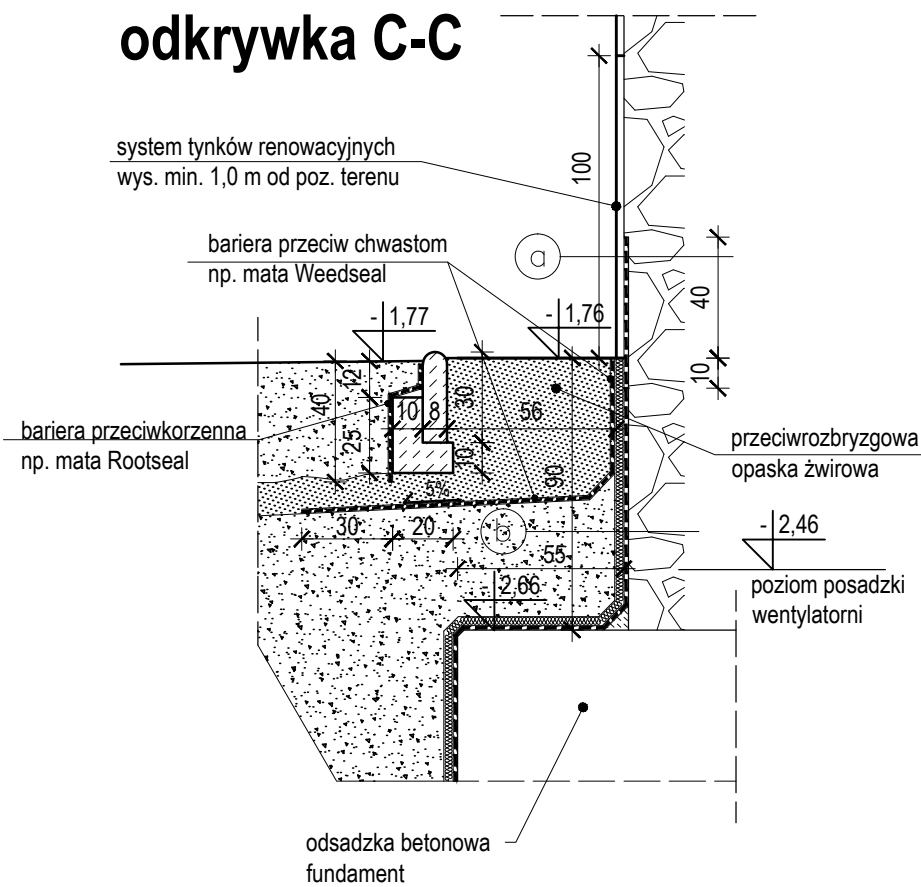 odkrywka C-C
system tynków renowacyjnych
wys. min. 1,0 m od poz. terenu
100
bariera przeciw chwastom
np. mata Weedseal
a
40
10
- 1,77
- 1,76
12
40
25
10
8
30
56
10
90
bariera przeciwkorzenna
np. mata Rootseal
przeciwrozbryzgowa
opaska żwirowa
5%
30
20
b
55
- 2,46
poziom posadzki
wentylatorni
- 2,66
odsadzka betonowa
fundament